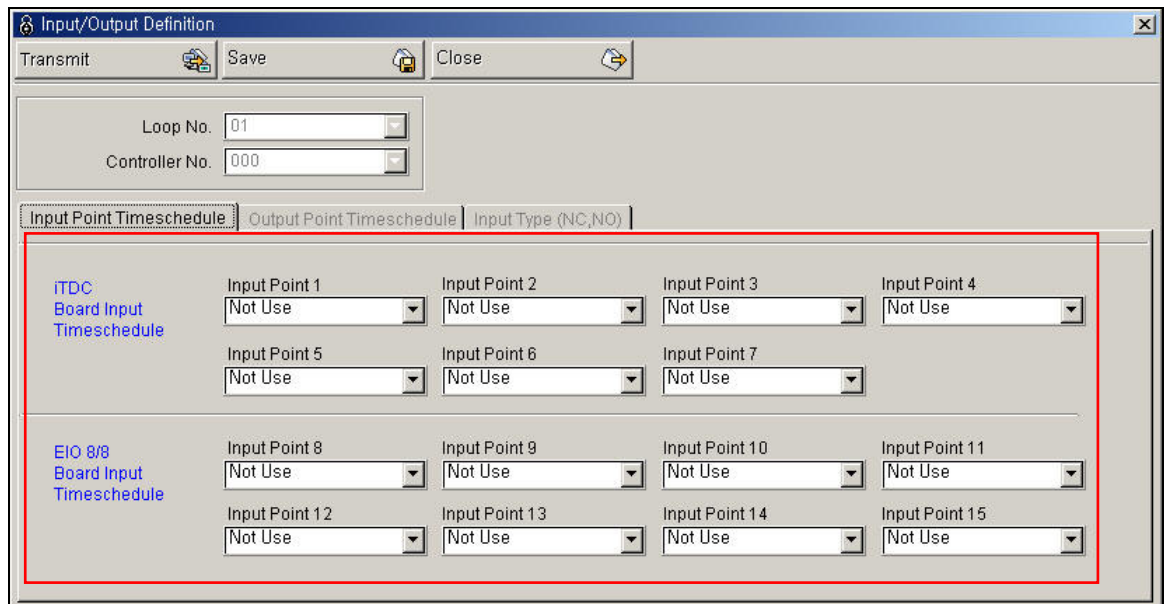 Input/Output Definition
Transmit Save Close
Loop No. 01
Controller No. 000
Input Point Timeschedule Output Point Timeschedule Input Type (NC,NO)
iTDC
Board Input
Timeschedule
Input Point 1 Input Point 2 Input Point 3 Input Point 4
Not Use Not Use Not Use Not Use
Input Point 5 Input Point 6 Input Point 7
Not Use Not Use Not Use
EIO 8/8
Board Input
Timeschedule
Input Point 8 Input Point 9 Input Point 10 Input Point 11
Not Use Not Use Not Use Not Use
Input Point 12 Input Point 13 Input Point 14 Input Point 15
Not Use Not Use Not Use Not Use